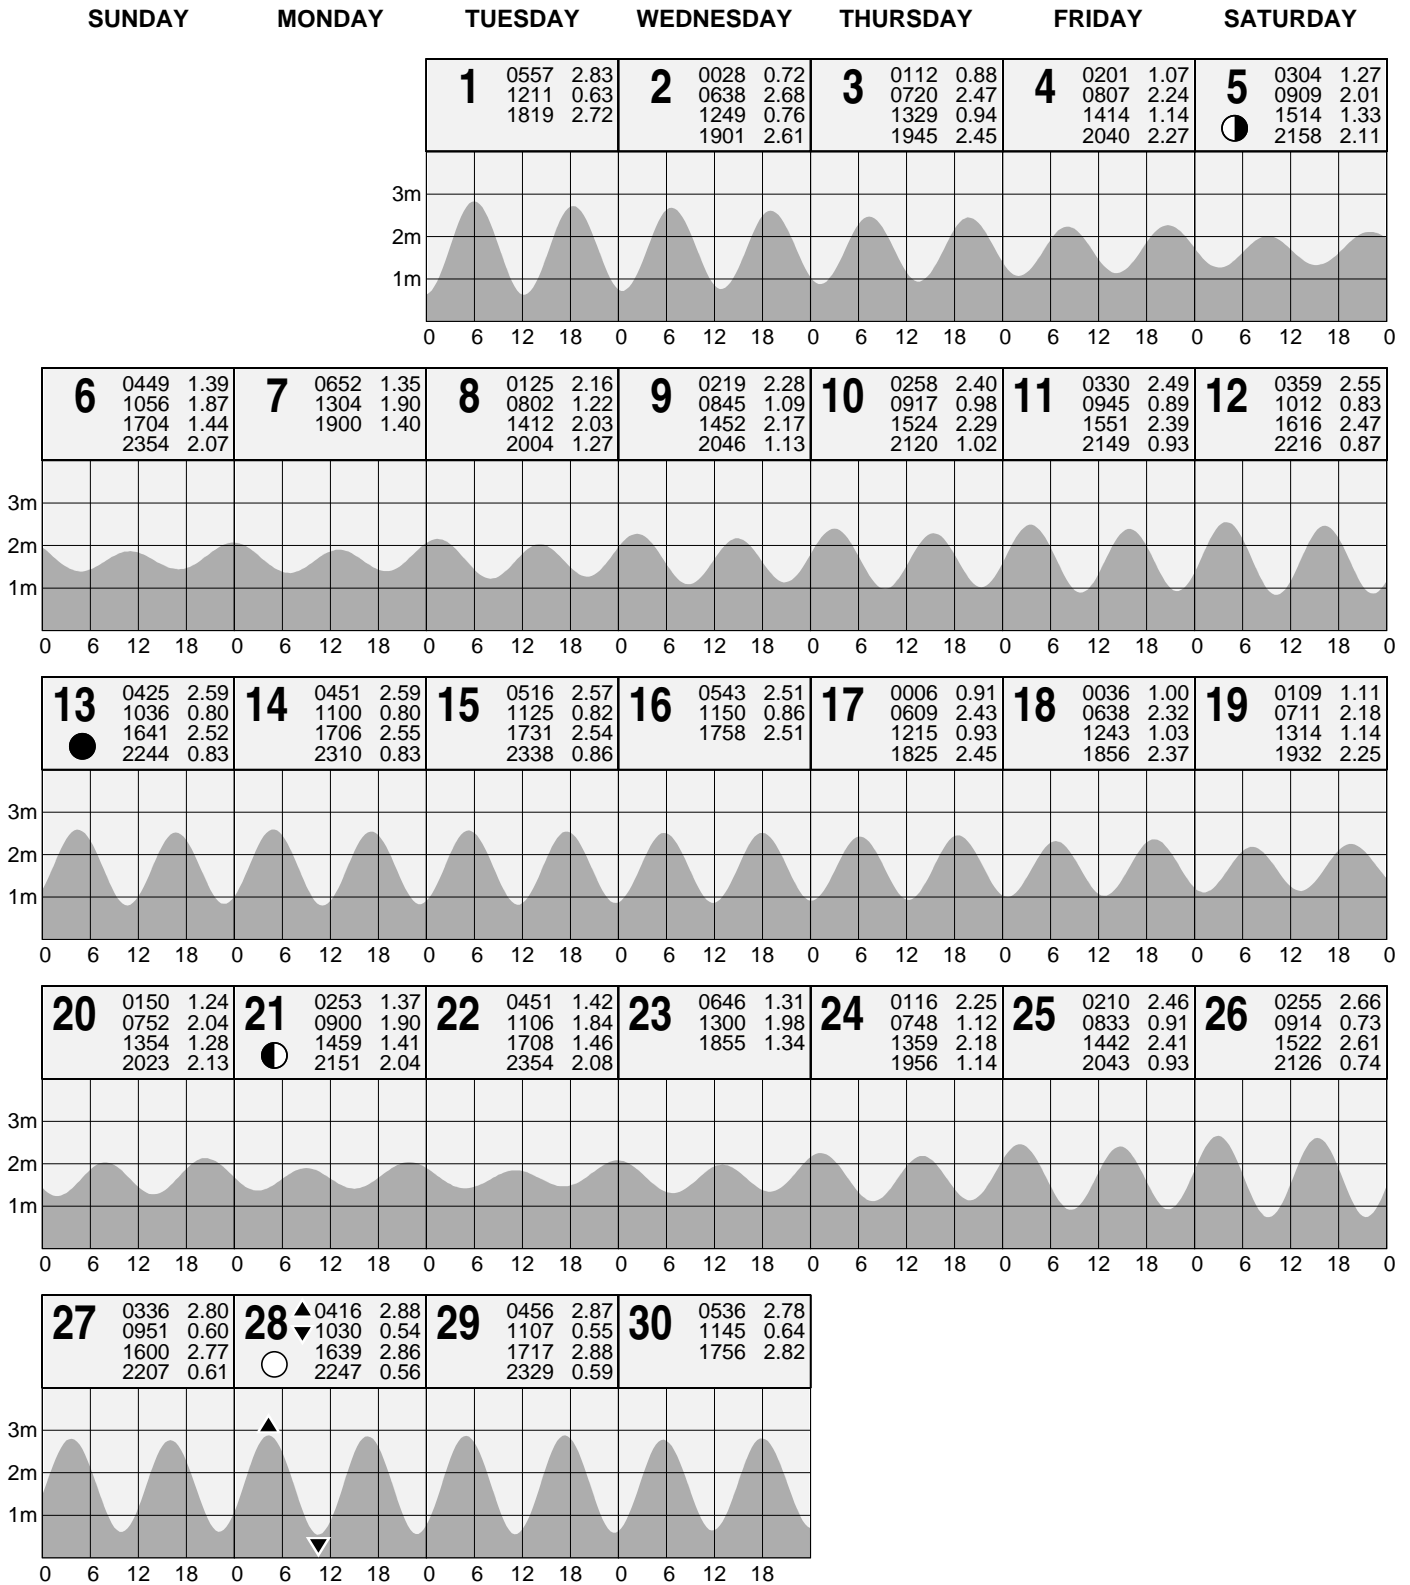 SUNDAY MONDAY TUESDAY WEDNESDAY THURSDAY FRIDAY SATURDAY
1 0557 2.83
1211 0.63
1819 2.72
2 0028 0.72
0638 2.68
1249 0.76
1901 2.61
3 0112 0.88
0720 2.47
1329 0.94
1945 2.45
4 0201 1.07
0807 2.24
1414 1.14
2040 2.27
5 0304 1.27
0909 2.01
1514 1.33
2158 2.11
3m
2m
1m
0 6 12 18 0 6 12 18 0 6 12 18 0 6 12 18 0 6 12 18 0
6 0449 1.39
1056 1.87
1704 1.44
2354 2.07
7 0652 1.35
1304 1.90
1900 1.40
8 0125 2.16
0802 1.22
1412 2.03
2004 1.27
9 0219 2.28
0845 1.09
1452 2.17
2046 1.13
10 0258 2.40
0917 0.98
1524 2.29
2120 1.02
11 0330 2.49
0945 0.89
1551 2.39
2149 0.93
12 0359 2.55
1012 0.83
1616 2.47
2216 0.87
3m
2m
1m
0 6 12 18 0 6 12 18 0 6 12 18 0 6 12 18 0 6 12 18 0 6 12 18 0 6 12 18 0
13 0425 2.59
1036 0.80
1641 2.52
2244 0.83
14 0451 2.59
1100 0.80
1706 2.55
2310 0.83
15 0516 2.57
1125 0.82
1731 2.54
2338 0.86
16 0543 2.51
1150 0.86
1758 2.51
17 0006 0.91
0609 2.43
1215 0.93
1825 2.45
18 0036 1.00
0638 2.32
1243 1.03
1856 2.37
19 0109 1.11
0711 2.18
1314 1.14
1932 2.25
3m
2m
1m
0 6 12 18 0 6 12 18 0 6 12 18 0 6 12 18 0 6 12 18 0 6 12 18 0 6 12 18 0
20 0150 1.24
0752 2.04
1354 1.28
2023 2.13
21 0253 1.37
0900 1.90
1459 1.41
2151 2.04
22 0451 1.42
1106 1.84
1708 1.46
2354 2.08
23 0646 1.31
1300 1.98
1855 1.34
24 0116 2.25
0748 1.12
1359 2.18
1956 1.14
25 0210 2.46
0833 0.91
1442 2.41
2043 0.93
26 0255 2.66
0914 0.73
1522 2.61
2126 0.74
3m
2m
1m
0 6 12 18 0 6 12 18 0 6 12 18 0 6 12 18 0 6 12 18 0 6 12 18 0 6 12 18 0
27 0336 2.80
0951 0.60
1600 2.77
2207 0.61
28 0416 2.88
1030 0.54
1639 2.86
2247 0.56
29 0456 2.87
1107 0.55
1717 2.88
2329 0.59
30 0536 2.78
1145 0.64
1756 2.82
3m
2m
1m
0 6 12 18 0 6 12 18 0 6 12 18 0 6 12 18